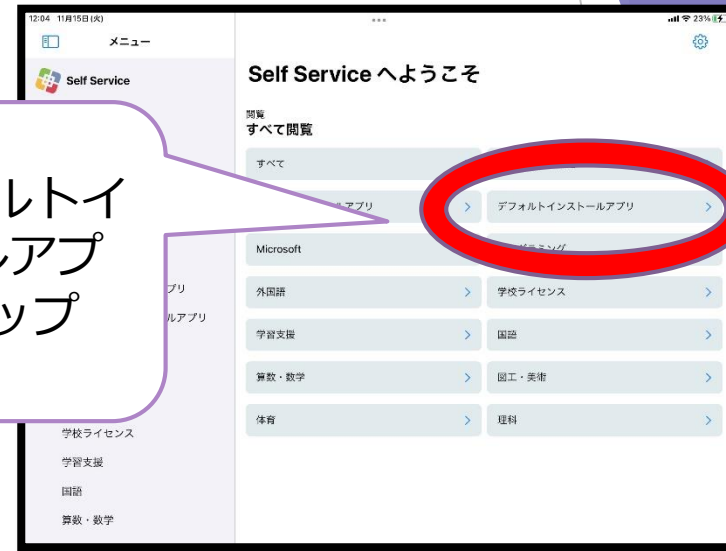 12:04 11月15日(火)
23%
メニュー
Self Service
Self Service へようこそ
閲覧
すべて閲覧
すべて
アプリ
デフォルトインストールアプリ
Microsoft
外国語
学校ライセンス
学習支援
国語
算数・数学
図工・美術
体育
理科
ルトイ
ルアプ
ップ
プリ
ルアプリ
学校ライセンス
学習支援
国語
算数・数学